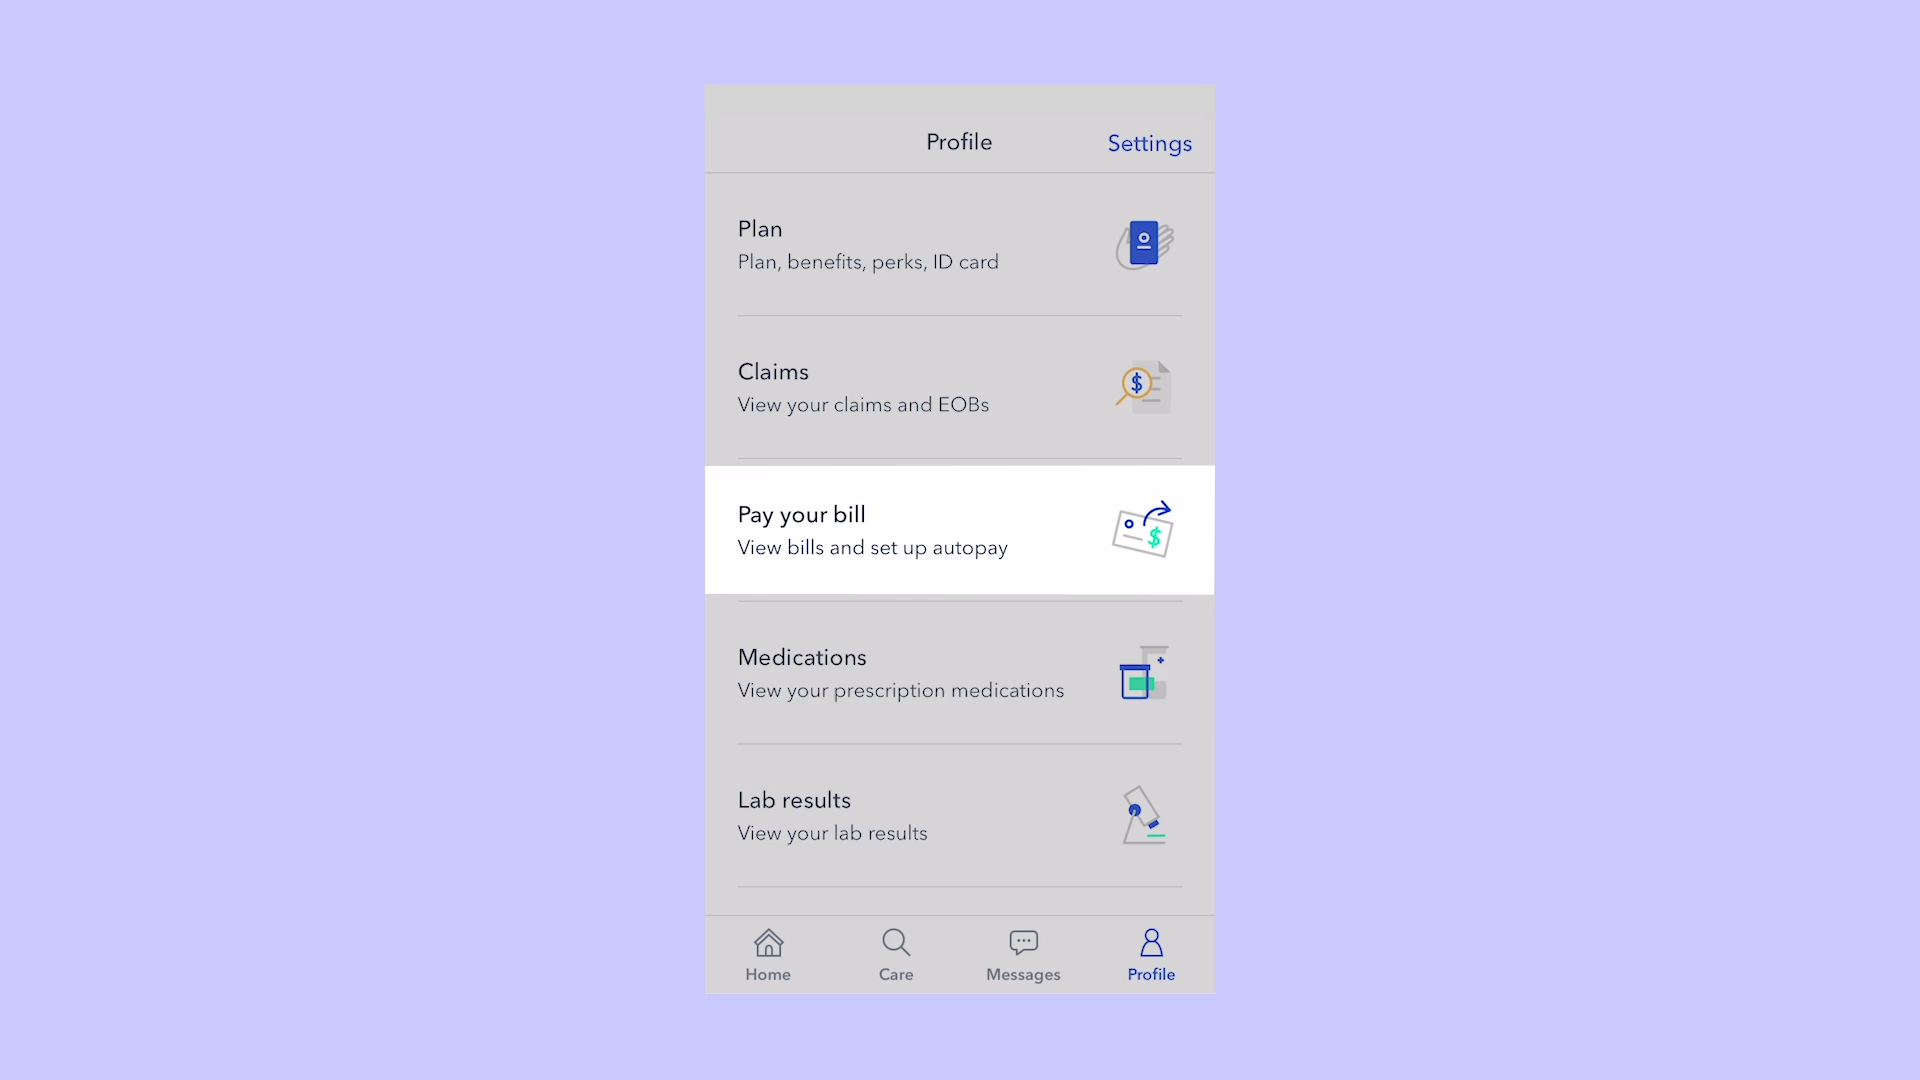 Profile
Settings
Plan
Plan, benefits, perks, ID card
Claims
View your claims and EOBs
Pay your bill
View bills and set up autopay
Medications
View your prescription medications
Lab results
View your lab results
Home
Care
Messages
Profile